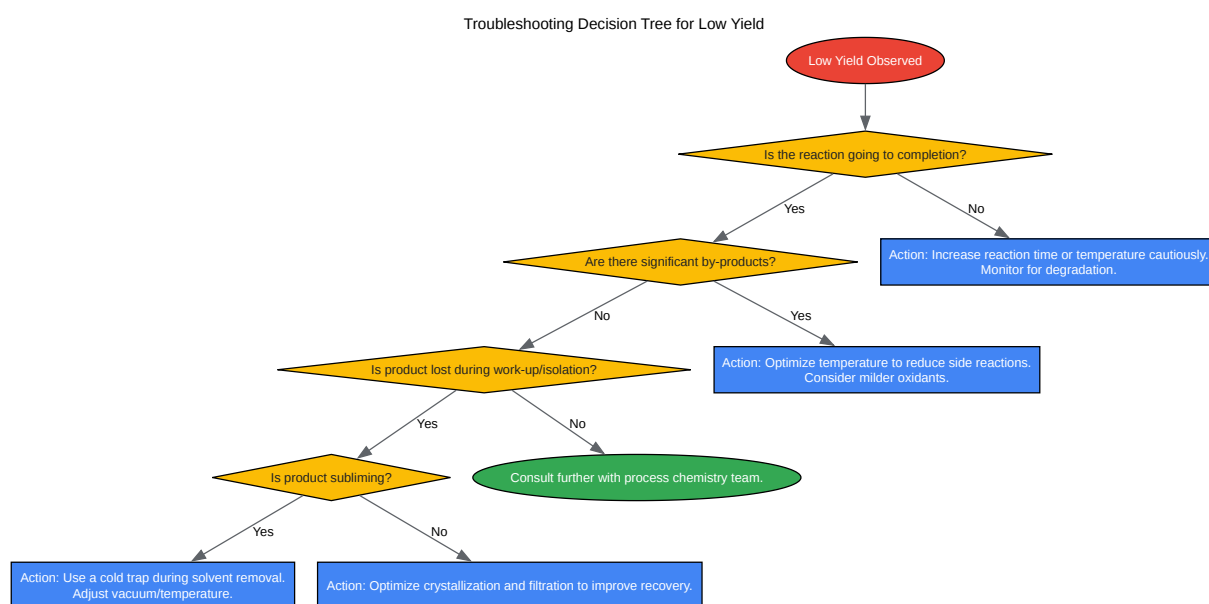 Troubleshooting Decision Tree for Low Yield
Low Yield Observed
Is the reaction going to completion?
Yes
No
Are there significant by-products?
Action: Increase reaction time or temperature cautiously.
Monitor for degradation.
No
Yes
Is product lost during work-up/isolation?
Action: Optimize temperature to reduce side reactions.
Consider milder oxidants.
Yes
No
Is product subliming?
Consult further with process chemistry team.
Yes
No
Action: Use a cold trap during solvent removal.
Adjust vacuum/temperature.
Action: Optimize crystallization and filtration to improve recovery.